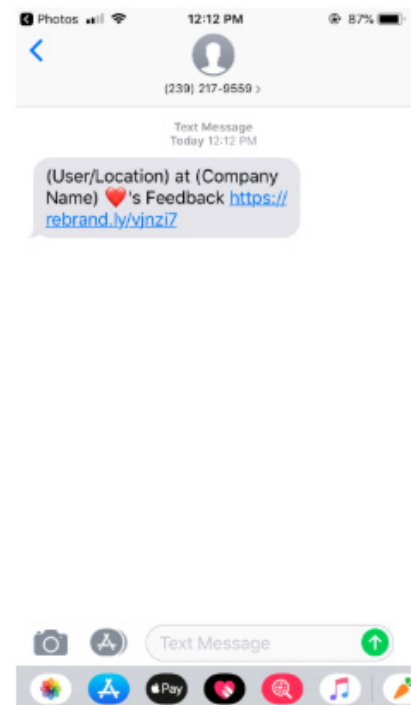 Photos 12:12 PM 87%
(239) 217-9559 >
Text Message
Today 12:12 PM
(User/Location) at (Company
Name) ❤️'s Feedback https://
rebrand.ly/vjnzi7
Text Message
Pay